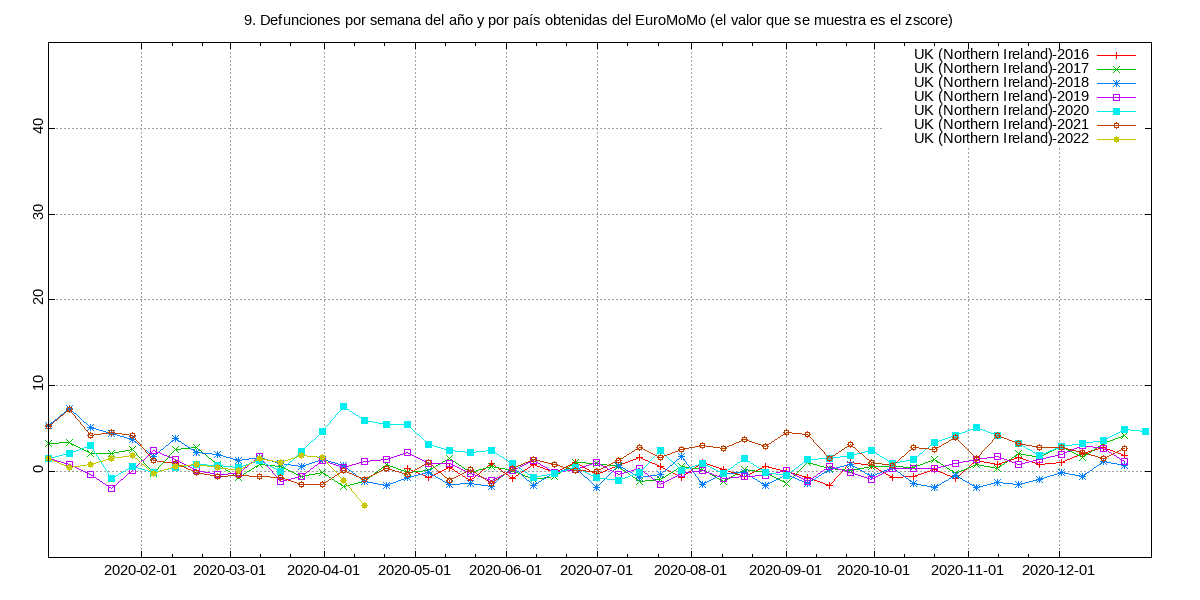 9. Defunciones por semana del año y por país obtenidas del EuroMoMo (el valor que se muestra es el zscore)
UK (Northern Ireland)-2016
UK (Northern Ireland)-2017
UK (Northern Ireland)-2018
UK (Northern Ireland)-2019
UK (Northern Ireland)-2020
UK (Northern Ireland)-2021
UK (Northern Ireland)-2022
40
30
20
10
0
2020-02-01 2020-03-01 2020-04-01 2020-05-01 2020-06-01 2020-07-01 2020-08-01 2020-09-01 2020-10-01 2020-11-01 2020-12-01